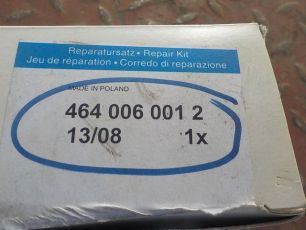 Reparatursatz • Repair Kit
Jeu de réparation • Corredo di reparazione
MADE IN POLAND
464 006 001 2
13/08 1x